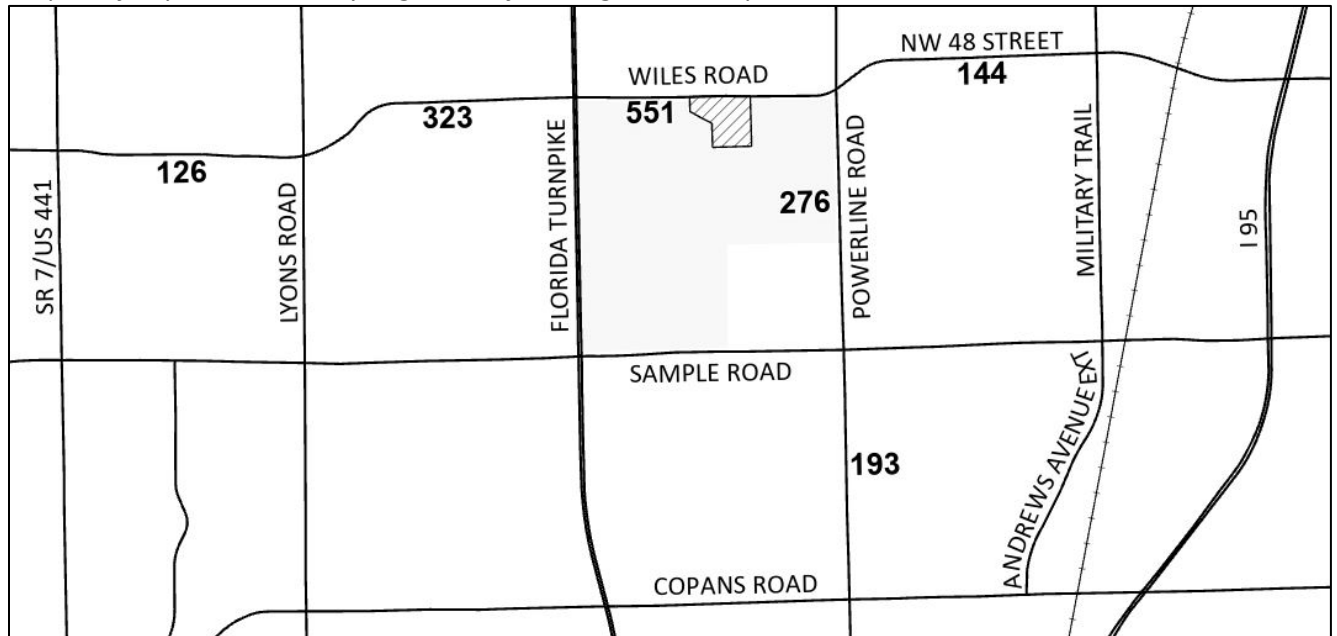 NW 48 STREET
144
WILES ROAD
323
551
126
276
SR 7/US 441
LYONS ROAD
FLORIDA TURNPIKE
POWERLINE ROAD
MILITARY TRAIL
I 95
SAMPLE ROAD
193
ANDREWS AVENUE EXT
COPANS ROAD